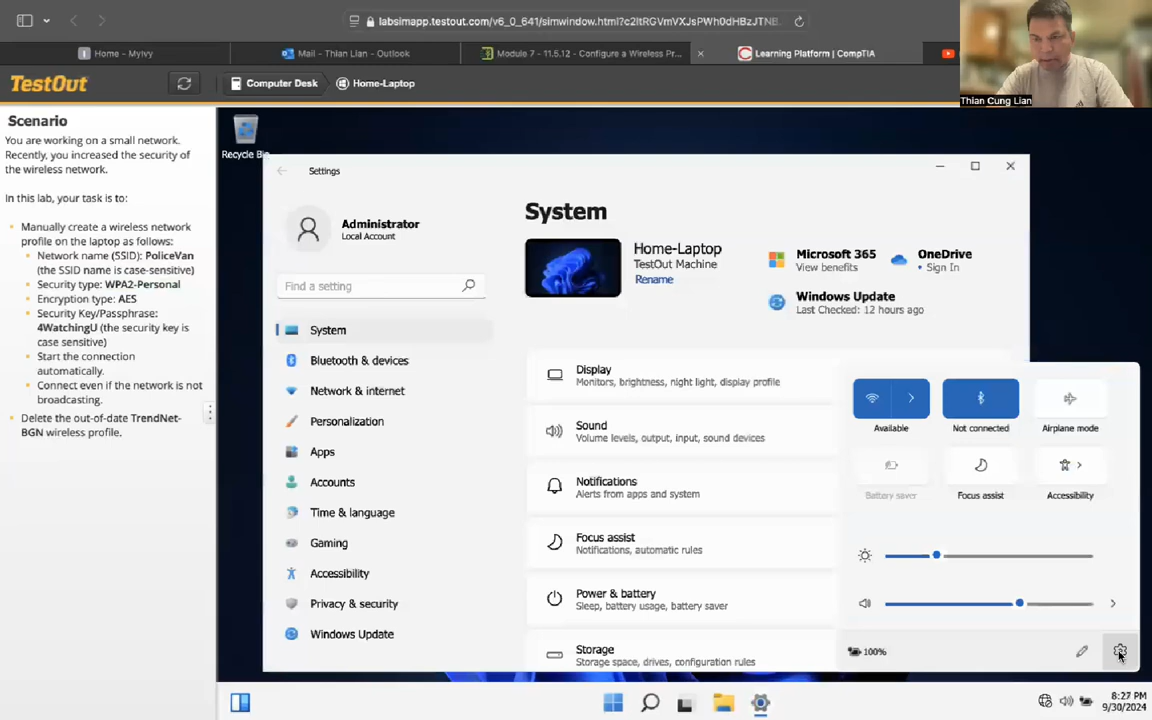 labsimapp.testout.com/v6_0_641/simwindow.html?c2ltRGVmVXJsPWh0dHBzJTNB...
Home - MyIvy
Mail - Thian Lian - Outlook
Module 7 - 11.5.12 - Configure a Wireless Pr...
Learning Platform | CompTIA
TestOut
Computer Desk
Home-Laptop
Thian Cung Lian
Scenario
You are working on a small network.
Recently, you increased the security of
the wireless network.
In this lab, your task is to:
Manually create a wireless network
profile on the laptop as follows:
Network name (SSID): PoliceVan
(the SSID name is case-sensitive)
Security type: WPA2-Personal
Encryption type: AES
Security Key/Passphrase:
4WatchingU (the security key is
case sensitive)
Start the connection
automatically.
Connect even if the network is not
broadcasting.
Delete the out-of-date TrendNet-
BGN wireless profile.
Recycle Bin
Settings
Administrator
Local Account
Find a setting
System
Bluetooth & devices
Network & internet
Personalization
Apps
Accounts
Time & language
Gaming
Accessibility
Privacy & security
Windows Update
System
Home-Laptop
TestOut Machine
Rename
Microsoft 365
View benefits
OneDrive
• Sign In
Windows Update
Last Checked: 12 hours ago
Display
Monitors, brightness, night light, display profile
Sound
Volume levels, output, input, sound devices
Notifications
Alerts from apps and system
Focus assist
Notifications, automatic rules
Power & battery
Sleep, battery usage, battery saver
Storage
Storage space, drives, configuration rules
Available
Not connected
Airplane mode
Battery saver
Focus assist
Accessibility
100%
8:27 PM
9/30/2024